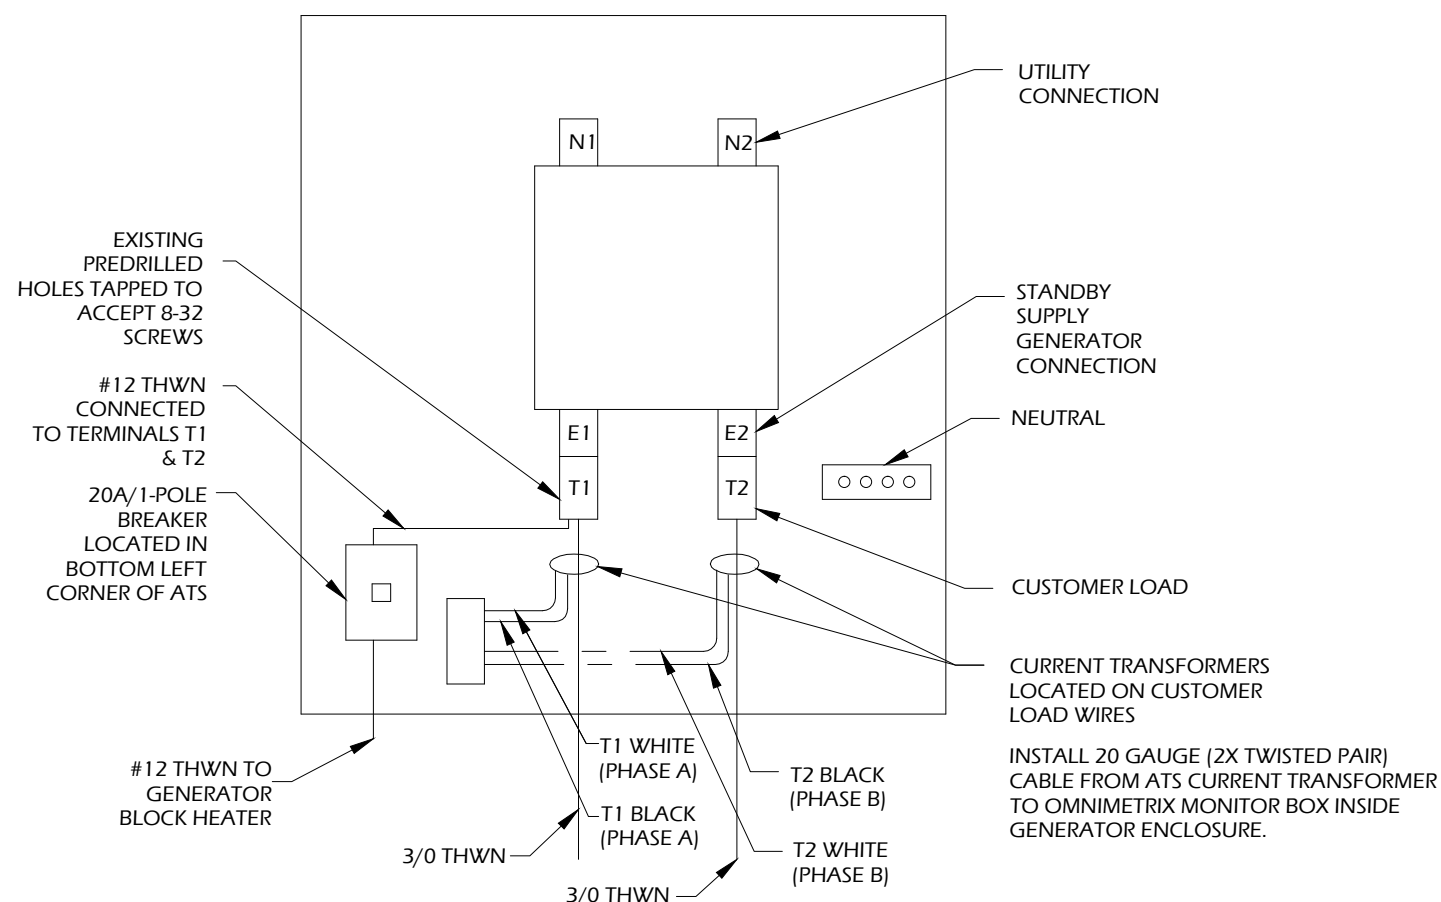 UTILITY
CONNECTION
N1
N2
EXISTING
PREDRILLED
HOLES TAPPED TO
ACCEPT 8-32
SCREWS
STANDBY
SUPPLY
GENERATOR
CONNECTION
#12 THWN
CONNECTED
TO TERMINALS T1
& T2
NEUTRAL
E1
E2
T1
T2
20A/1-POLE
BREAKER
LOCATED IN
BOTTOM LEFT
CORNER OF ATS
CUSTOMER LOAD
CURRENT TRANSFORMERS
LOCATED ON CUSTOMER
LOAD WIRES
INSTALL 20 GAUGE (2X TWISTED PAIR)
CABLE FROM ATS CURRENT TRANSFORMER
TO OMNIMETRIX MONITOR BOX INSIDE
GENERATOR ENCLOSURE.
#12 THWN TO
GENERATOR
BLOCK HEATER
T1 WHITE
(PHASE A)
T1 BLACK
(PHASE A)
T2 BLACK
(PHASE B)
T2 WHITE
(PHASE B)
3/0 THWN
3/0 THWN